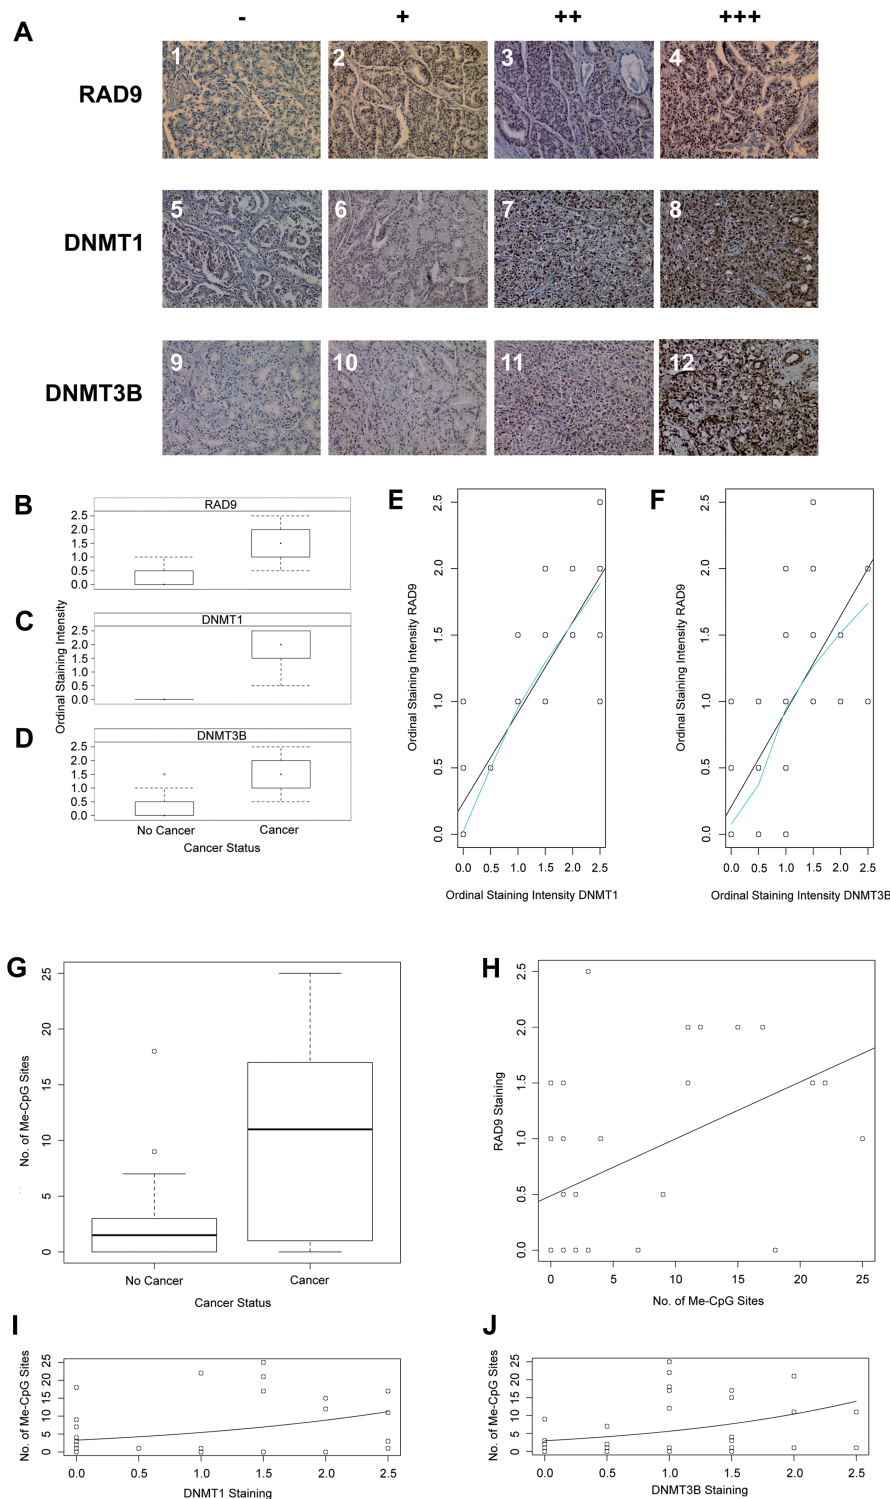 - + ++ +++
A
RAD9
1 2 3 4
DNMT1
5 6 7 8
DNMT3B
9 10 11 12
B
RAD9
2.5
2.0
1.5
1.0
0.5
0.0
C
DNMT1
2.5
2.0
1.5
1.0
0.5
0.0
D
DNMT3B
2.5
2.0
1.5
1.0
0.5
0.0
Ordinal Staining Intensity
No Cancer Cancer
Cancer Status
E
Ordinal Staining Intensity RAD9
2.5
2.0
1.5
1.0
0.5
0.0
0.0 0.5 1.0 1.5 2.0 2.5
Ordinal Staining Intensity DNMT1
F
Ordinal Staining Intensity RAD9
2.5
2.0
1.5
1.0
0.5
0.0
0.0 0.5 1.0 1.5 2.0 2.5
Ordinal Staining Intensity DNMT3B
G
No. of Me-CpG Sites
25
20
15
10
5
0
No Cancer Cancer
Cancer Status
H
RAD9 Staining
2.5
2.0
1.5
1.0
0.5
0.0
0 5 10 15 20 25
No. of Me-CpG Sites
I
No. of Me-CpG Sites
25
20
15
10
5
0
0.0 0.5 1.0 1.5 2.0 2.5
DNMT1 Staining
J
No. of Me-CpG Sites
25
20
15
10
5
0
0.0 0.5 1.0 1.5 2.0 2.5
DNMT3B Staining